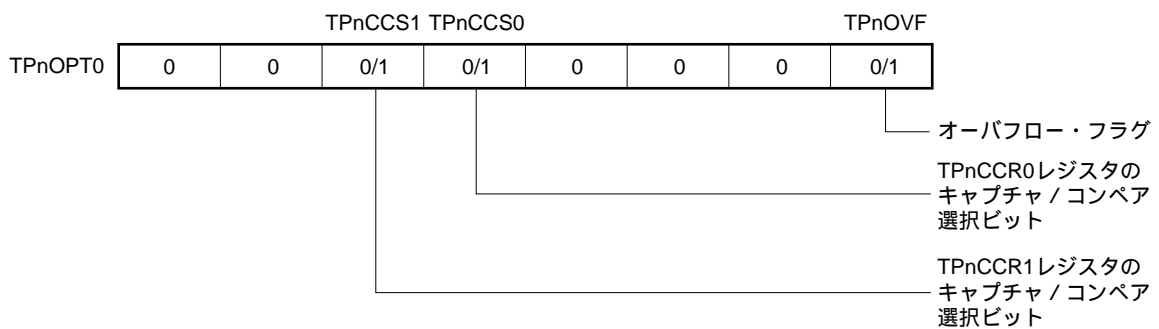 TPnCCS1 TPnCCS0 TPnOVF
TPnOPT0 0 0 0/1 0/1 0 0 0 0/1
オーバフロー・フラグ
TPnCCR0レジスタの
キャプチャ／コンペア
選択ビット
TPnCCR1レジスタの
キャプチャ／コンペア
選択ビット